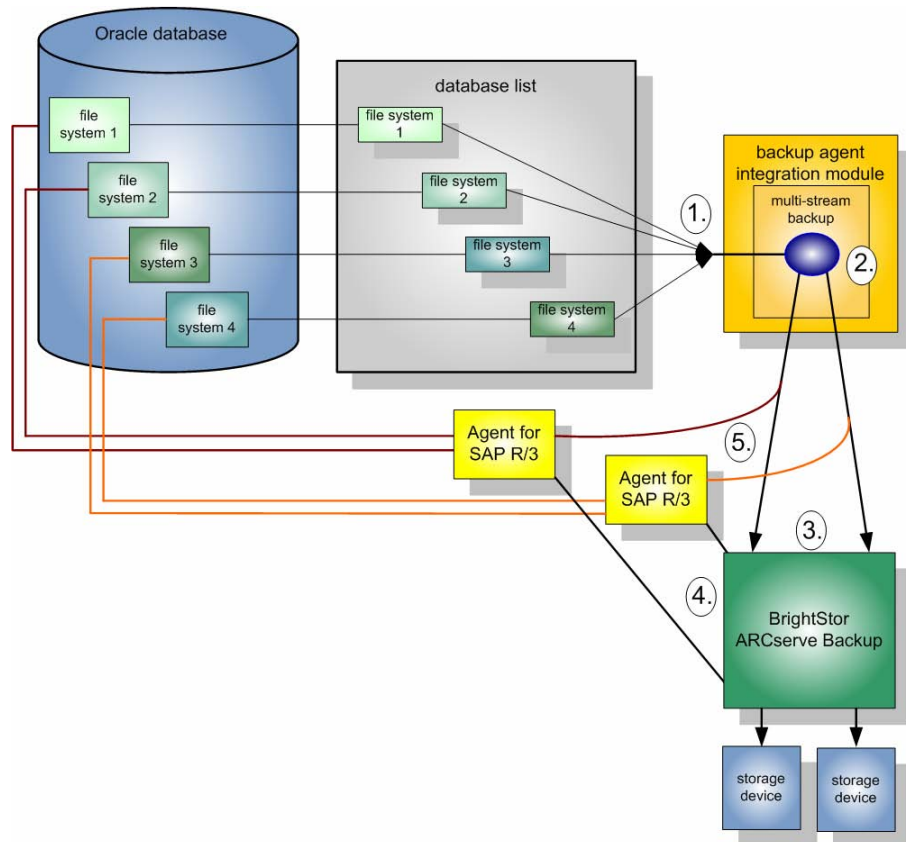 Oracle database
database list
file
system 1
file
system 2
file
system 3
file
system 4
file system
1
file system
2
file system
3
file system
4
1.
backup agent
integration module
multi-stream
backup
2.
Agent for
SAP R/3
Agent for
SAP R/3
5.
3.
4.
BrightStor
ARCserve Backup
storage
device
storage
device